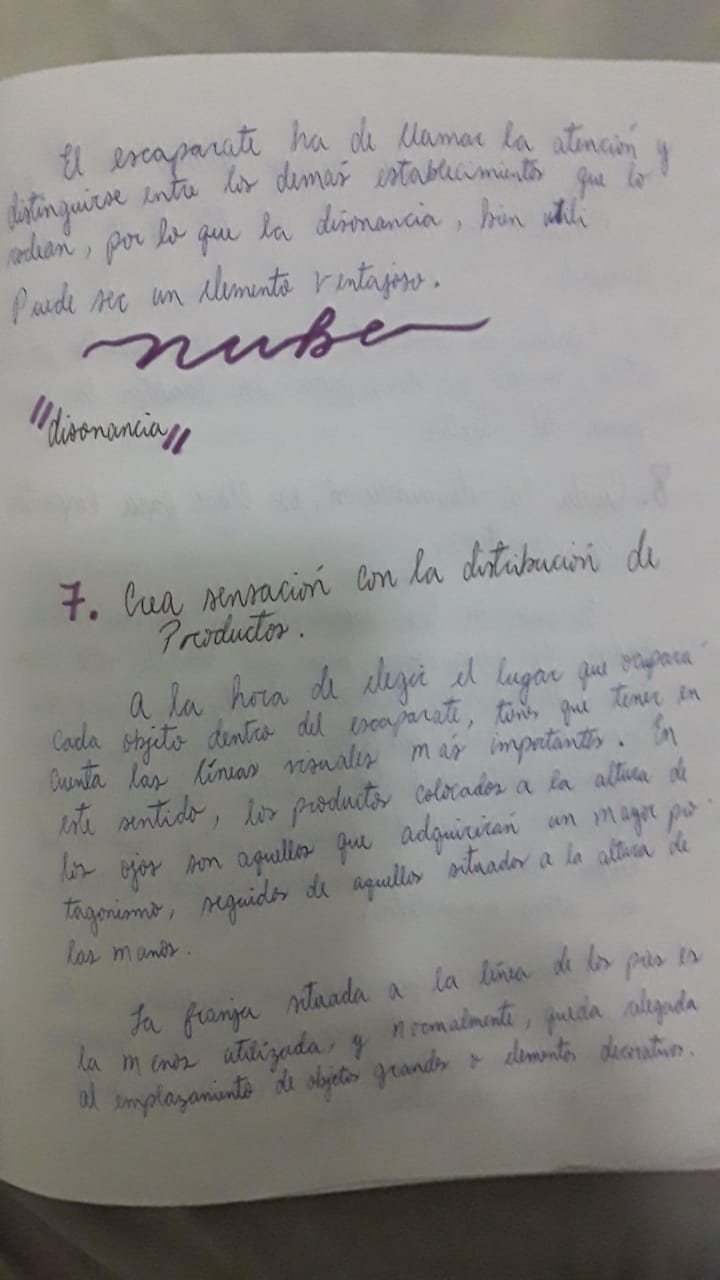 El escaparate ha de llamar la atención y
distinguirse entre los demás establecimientos que lo
rodean, por lo que la disonancia, bien utili
Puede ser un elemento ventajoso.
nube
"disonancia"
7. Crea sensación con la distribución de
Productos.
a la hora de elegir el lugar que ocupará
Cada objeto dentro del escaparate, tienes que tener en
Cuenta las líneas visuales más importantes. En
este sentido, los productos colocados a la altura de
los ojos son aquellos que adquirirán un mayor pro
tagonismo, seguidos de aquellos situados a la altura de
las manos.
La franja situada a la línea de los pies es
la menos utilizada, y normalmente, queda relegada
al emplazamiento de objetos grandes o elementos decorativos.